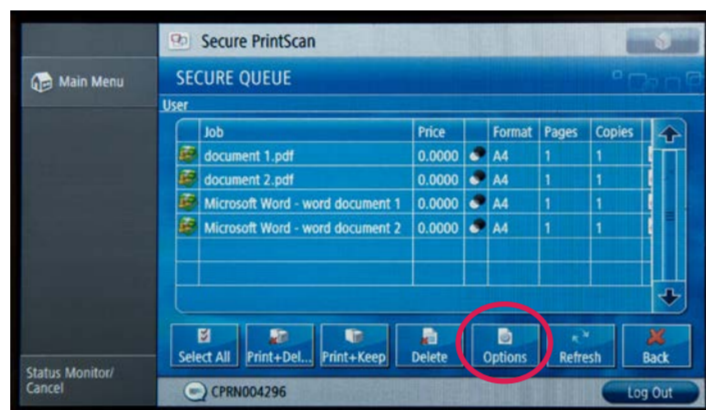 Secure PrintScan
Main Menu
SECURE QUEUE
User
Job Price Format Pages Copies
document 1.pdf 0.0000 A4 1 1
document 2.pdf 0.0000 A4 1 1
Microsoft Word - word document 1 0.0000 A4 1 1
Microsoft Word - word document 2 0.0000 A4 1 1
Select All Print+Del... Print+Keep Delete Options Refresh Back
Status Monitor/
Cancel
CPRN004296 Log Out